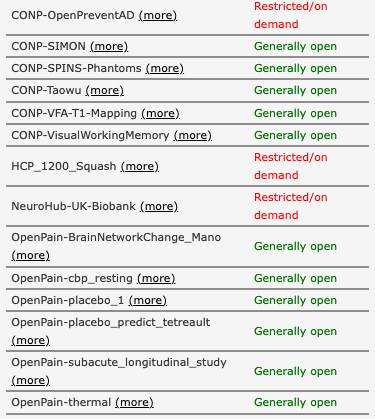 CONP-OpenPreventAD (more) Restricted/on
demand
CONP-SIMON (more) Generally open
CONP-SPINS-Phantoms (more) Generally open
CONP-Taowu (more) Generally open
CONP-VFA-T1-Mapping (more) Generally open
CONP-VisualWorkingMemory (more) Generally open
HCP_1200_Squash (more) Restricted/on
demand
NeuroHub-UK-Biobank (more) Restricted/on
demand
OpenPain-BrainNetworkChange_Mano
(more) Generally open
OpenPain-cbp_resting (more) Generally open
OpenPain-placebo_1 (more) Generally open
OpenPain-placebo_predict_tetreault
(more) Generally open
OpenPain-subacute_longitudinal_study
(more) Generally open
OpenPain-thermal (more) Generally open